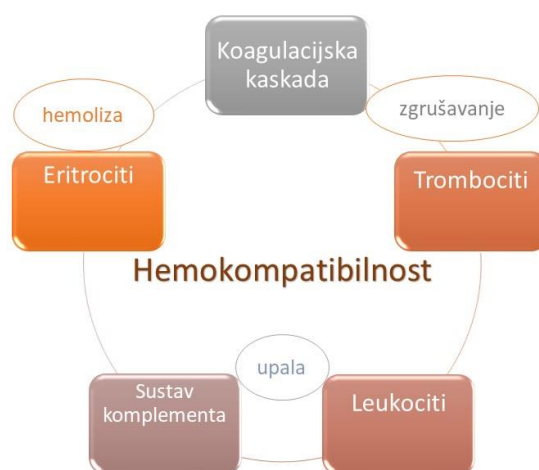 Koagulacijska
kaskada
hemoliza
zgrušavanje
Eritrociti
Trombociti
Hemokompatibilnost
upala
Sustav
komplementa
Leukociti